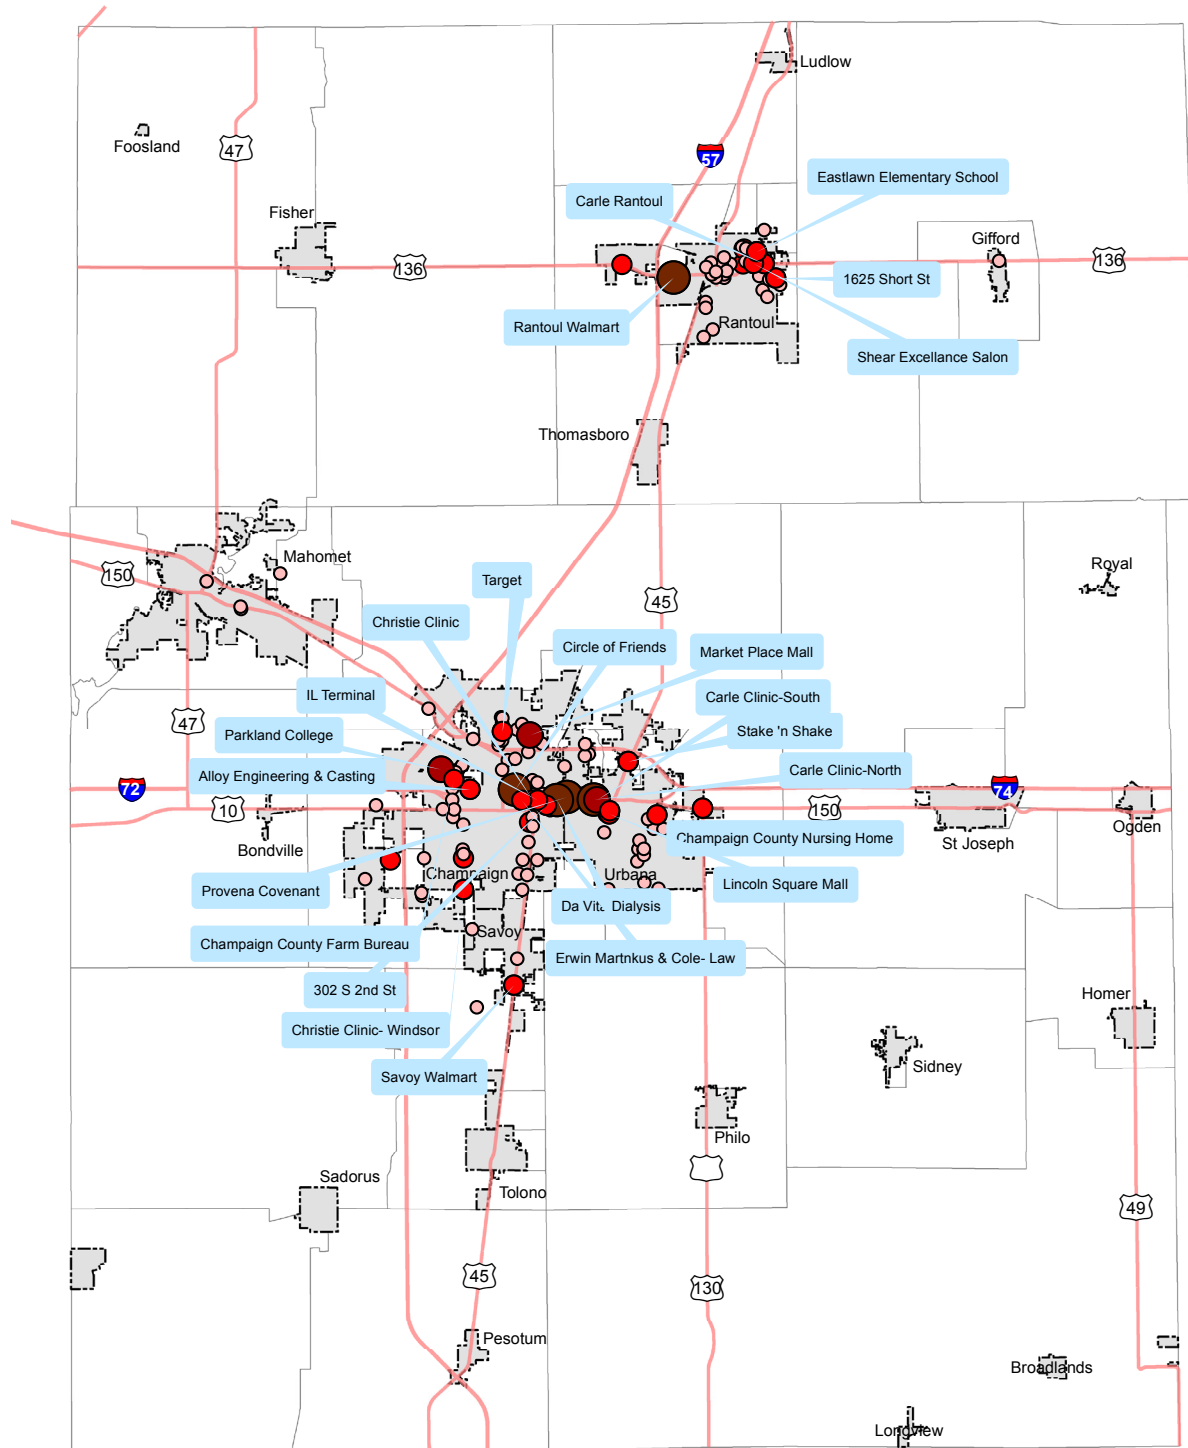 Ludlow
Foosland
47
57
Eastlawn Elementary School
Carle Rantoul
Fisher
Gifford
136
136
1625 Short St
Rantoul Walmart
Rantoul
Shear Excellance Salon
Thomasboro
Mahomet
150
Royal
Target
45
Christie Clinic
Circle of Friends
Market Place Mall
IL Terminal
Carle Clinic-South
47
Parkland College
Stake 'n Shake
Alloy Engineering & Casting
Carle Clinic-North
72
74
10
150
Ogden
Bondville
Champaign County Nursing Home
St Joseph
Champaign
Urbana
Provena Covenant
Lincoln Square Mall
Da Vita Dialysis
Savoy
Champaign County Farm Bureau
Erwin Martnkus & Cole- Law
302 S 2nd St
Homer
Christie Clinic- Windsor
Sidney
Savoy Walmart
Philo
Sadorus
Tolono
49
45
130
Pesotum
Broadlands
Longview